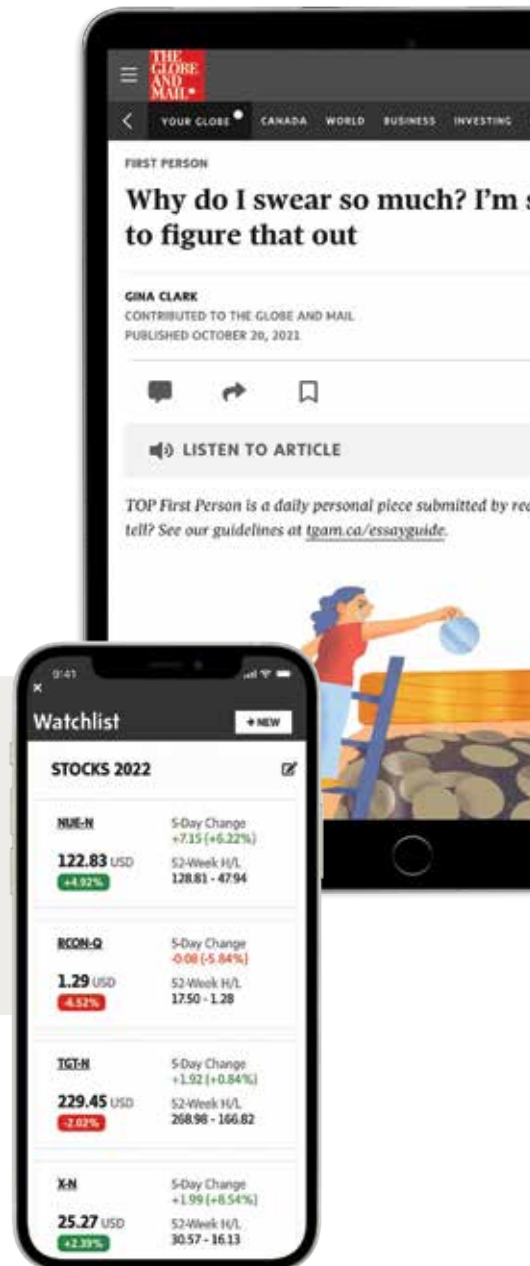 THE
GLOBE
AND
MAIL
YOUR GLOBE CANADA WORLD BUSINESS INVESTING
FIRST PERSON
Why do I swear so much? I'm
to figure that out
GINA CLARK
CONTRIBUTED TO THE GLOBE AND MAIL
PUBLISHED OCTOBER 20, 2021
LISTEN TO ARTICLE
TOP First Person is a daily personal piece submitted by
tell? See our guidelines at tgam.ca/essayguide.
9:41
Watchlist + NEW
STOCKS 2022
NUE-N 5-Day Change
+7.15 (+6.22%)
122.83 USD 52-Week H/L
+4.92% 128.81 - 47.94
RCON-Q 5-Day Change
-0.08 (-5.84%)
1.29 USD 52-Week H/L
-6.52% 17.50 - 1.28
TGT-N 5-Day Change
+1.92 (+0.84%)
229.45 USD 52-Week H/L
-2.02% 268.98 - 166.82
X-N 5-Day Change
+1.99 (+8.54%)
25.27 USD 52-Week H/L
+2.39% 30.57 - 16.13